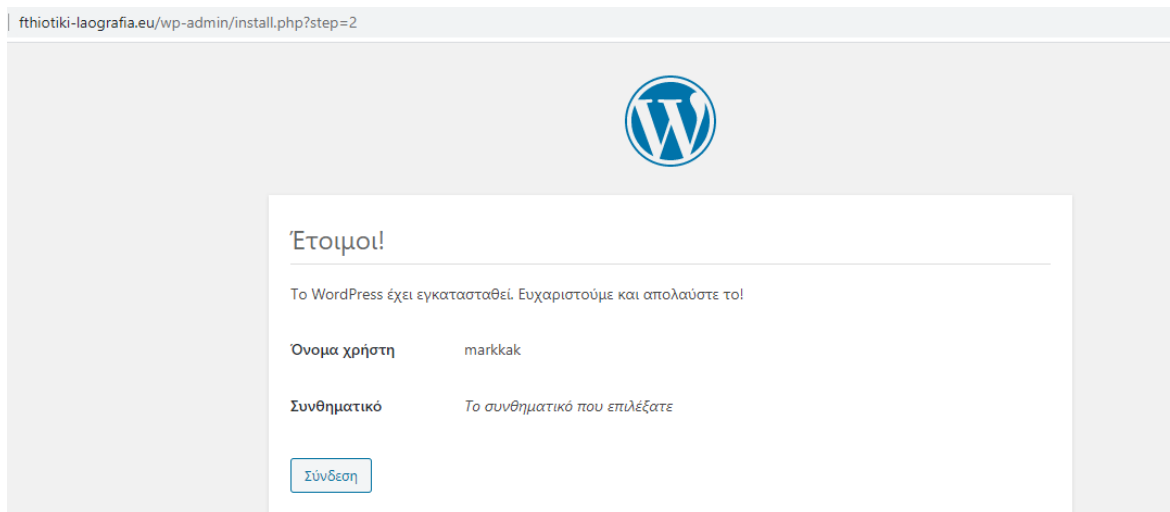 fthiotiki-laografia.eu/wp-admin/install.php?step=2
Έτοιμοι!
Το WordPress έχει εγκατασταθεί. Ευχαριστούμε και απολαύστε το!
Όνομα χρήστη markkak
Συνθηματικό Το συνθηματικό που επιλέξατε
Σύνδεση